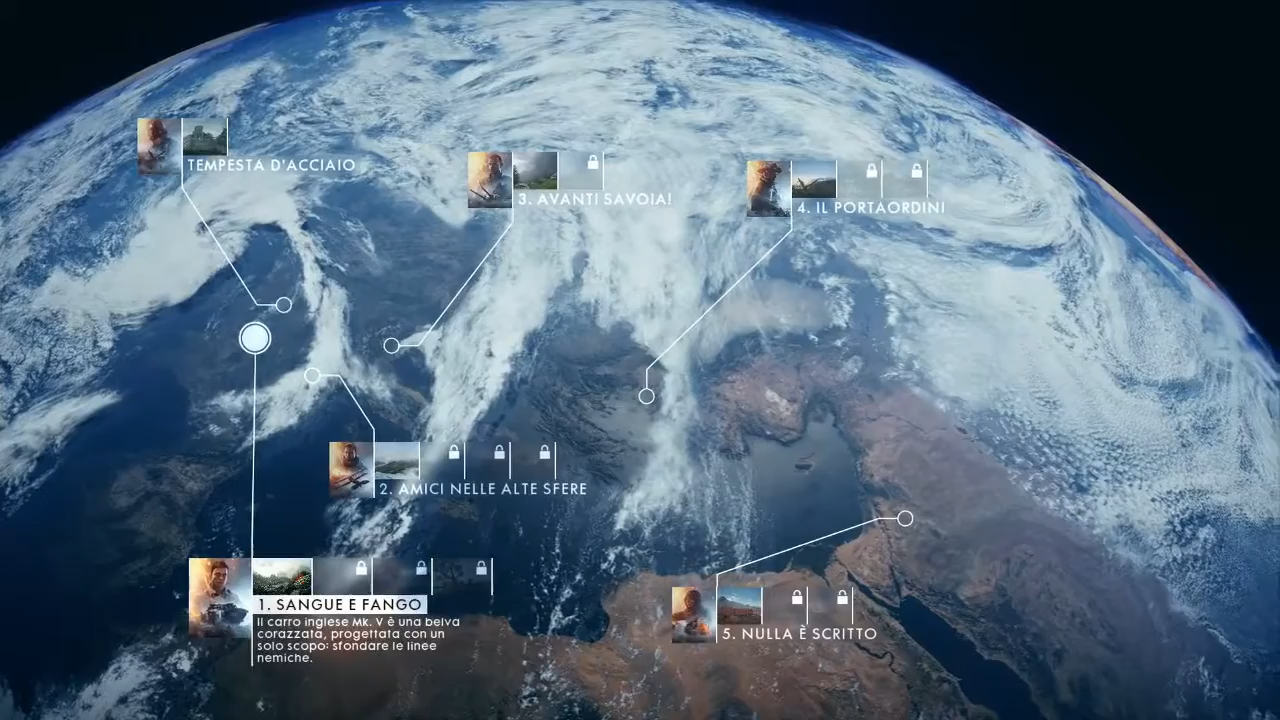 TEMPESTA D'ACCIAIO
3. AVANTI SAVOIA!
4. IL PORTAORDINI
2. AMICI NELLE ALTE SFERE
1. SANGUE E FANGO
Il carro inglese Mk. V è una belva
corazzata, progettata con un
solo scopo: sfondare le linee
nemiche.
5. NULLA È SCRITTO